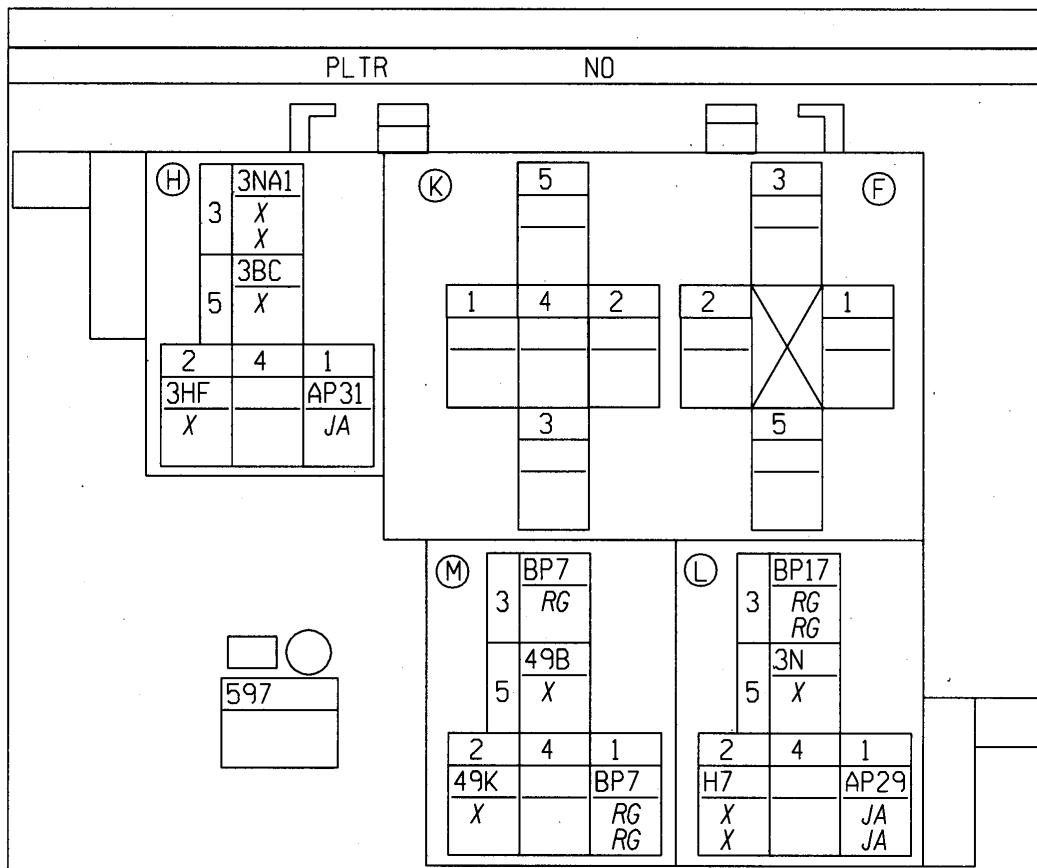 PLTR NO
H
3NA1
3 X
X
3BC
5 X
2 4 1
3HF AP31
X JA
K
5
1 4 2
3
F
3
2 1
5
M
BP7
3 RG
49B
5 X
2 4 1
49K BP7
X RG
RG
L
BP17
3 RG
RG
3N
5 X
2 4 1
H7 AP29
X JA
X JA
597